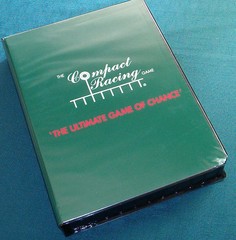 THE Compact
Racing GAME
®
"THE ULTIMATE GAME OF CHANCE"